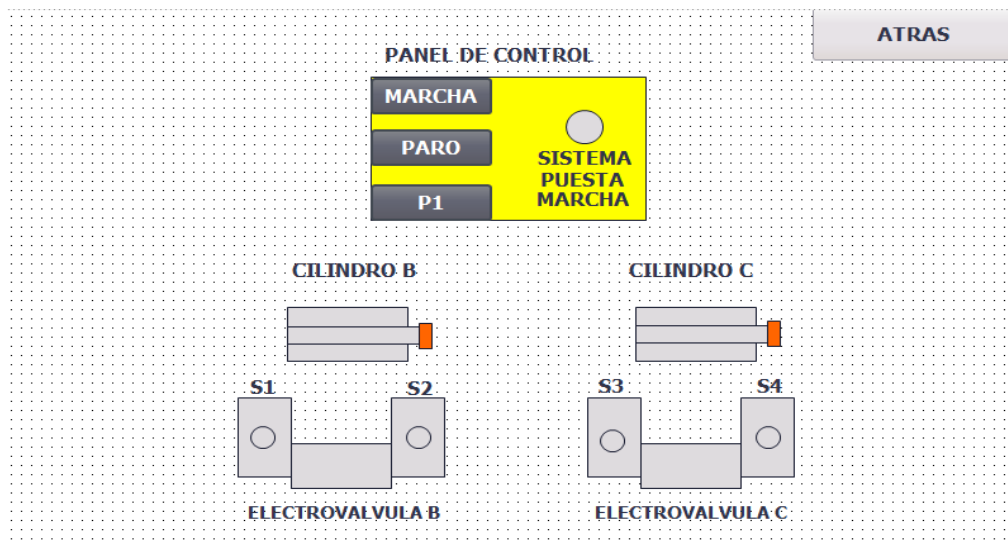 ATRAS
PANEL DE CONTROL
MARCHA
PARO
P1
SISTEMA
PUESTA
MARCHA
CILINDRO B
CILINDRO C
S1
S2
S3
S4
ELECTROVALVULA B
ELECTROVALVULA C